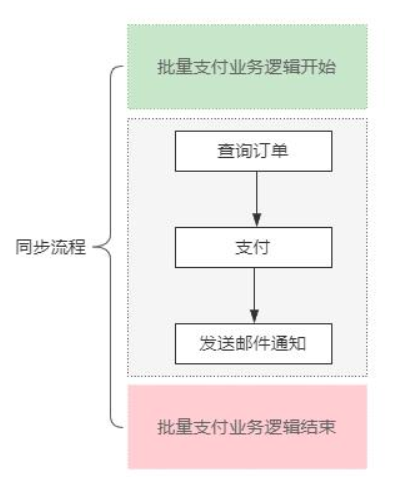 批量支付业务逻辑开始
查询订单
同步流程
支付
发送邮件通知
批量支付业务逻辑结束